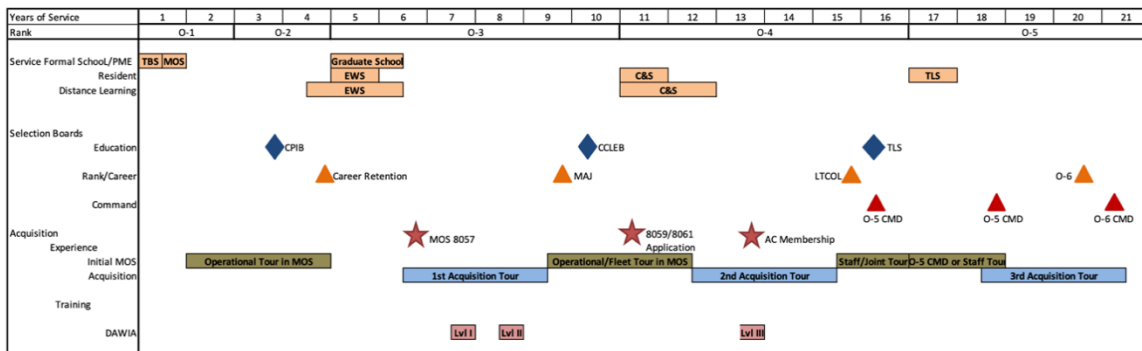 Years of Service 1 2 3 4 5 6 7 8 9 10 11 12 13 14 15 16 17 18 19 20 21
Rank O-1 O-2 O-3 O-4 O-5
Service Formal School/PME TBS MOS Graduate School
Resident EWS C&S TLS
Distance Learning EWS C&S
Selection Boards
Education CPIB CCLEB TLS
Rank/Career Career Retention MAJ LTCOL O-6
Command
O-5 CMD O-5 CMD O-6 CMD
Acquisition MOS 8057 8059/8061 AC Membership
Experience Application
Initial MOS Operational Tour in MOS Operational/Fleet Tour in MOS Staff/Joint Tour O-5 CMD or Staff Tour
Acquisition 1st Acquisition Tour 2nd Acquisition Tour 3rd Acquisition Tour
Training
DAWIA Lvl I Lvl II Lvl III